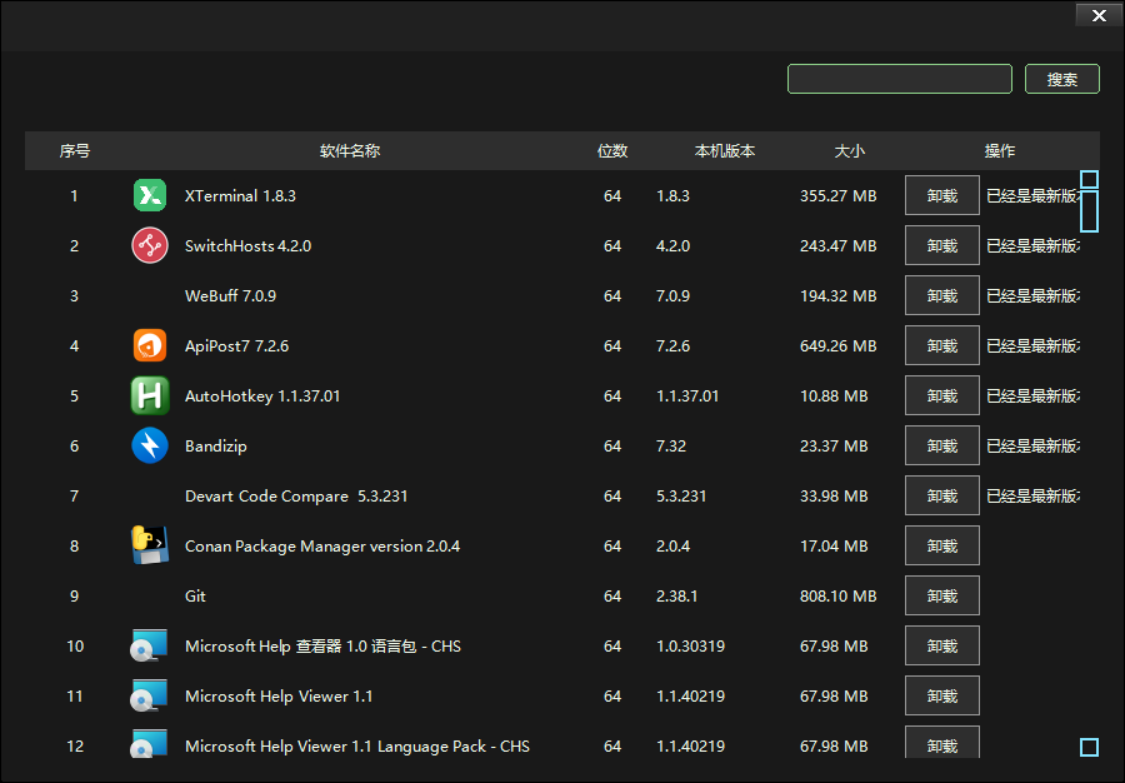 搜索
序号 软件名称 位数 本机版本 大小 操作
1 XTerminal 1.8.3 64 1.8.3 355.27 MB 卸载 已经是最新版
2 SwitchHosts 4.2.0 64 4.2.0 243.47 MB 卸载 已经是最新版
3 WeBuff 7.0.9 64 7.0.9 194.32 MB 卸载 已经是最新版
4 ApiPost7 7.2.6 64 7.2.6 649.26 MB 卸载 已经是最新版
5 AutoHotkey 1.1.37.01 64 1.1.37.01 10.88 MB 卸载 已经是最新版
6 Bandizip 64 7.32 23.37 MB 卸载 已经是最新版
7 Devart Code Compare 5.3.231 64 5.3.231 33.98 MB 卸载 已经是最新版
8 Conan Package Manager version 2.0.4 64 2.0.4 17.04 MB 卸载
9 Git 64 2.38.1 808.10 MB 卸载
10 Microsoft Help 查看器 1.0 语言包 - CHS 64 1.0.30319 67.98 MB 卸载
11 Microsoft Help Viewer 1.1 64 1.1.40219 67.98 MB 卸载
12 Microsoft Help Viewer 1.1 Language Pack - CHS 64 1.1.40219 67.98 MB 卸载